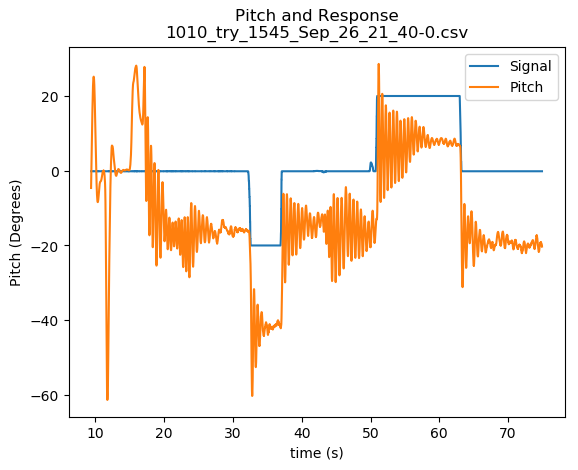 Pitch and Response
1010_try_1545_Sep_26_21_40-0.csv
Signal
Pitch
Pitch (Degrees)
20
0
−20
−40
−60
10
20
30
40
50
60
70
time (s)